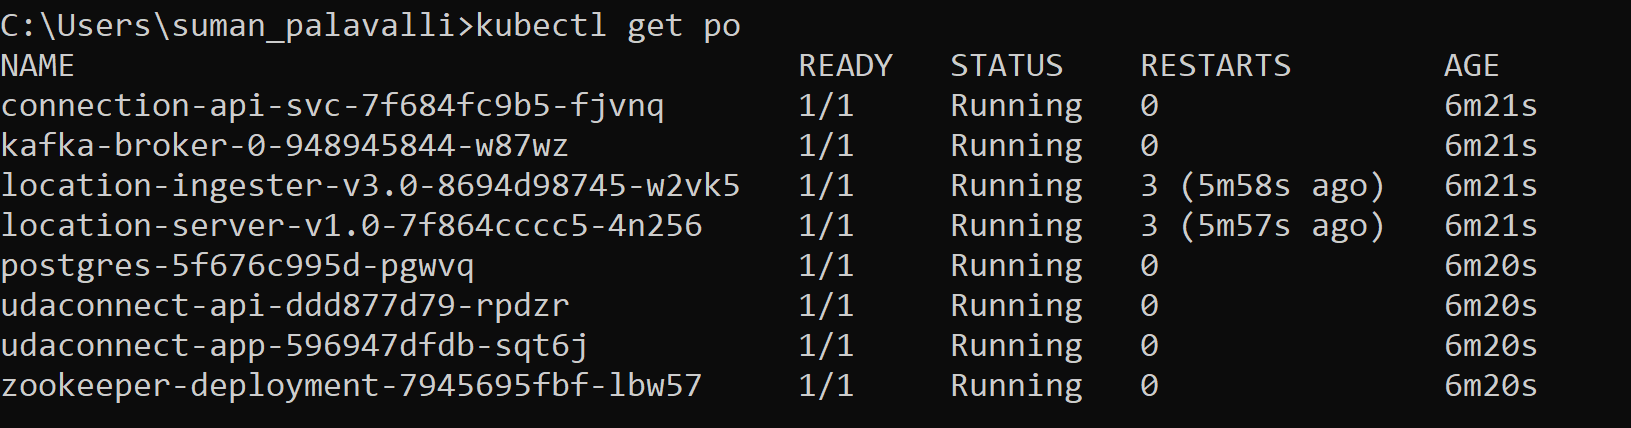 C:\Users\suman_palavalli>kubectl get po
NAME READY STATUS RESTARTS AGE
connection-api-svc-7f684fc9b5-fjvnq 1/1 Running 0 6m21s
kafka-broker-0-948945844-w87wz 1/1 Running 0 6m21s
location-ingester-v3.0-8694d98745-w2vk5 1/1 Running 3 (5m58s ago) 6m21s
location-server-v1.0-7f864cccc5-4n256 1/1 Running 3 (5m57s ago) 6m21s
postgres-5f676c995d-pgwvq 1/1 Running 0 6m20s
udaconnect-api-ddd877d79-rpdzr 1/1 Running 0 6m20s
udaconnect-app-596947dfdb-sqt6j 1/1 Running 0 6m20s
zookeeper-deployment-7945695fbf-lbw57 1/1 Running 0 6m20s